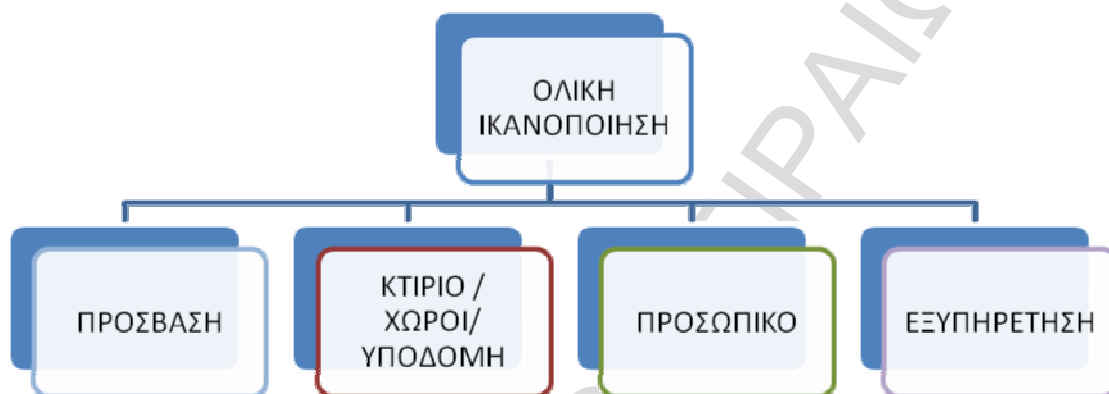 ΟΛΙΚΗ
ΙΚΑΝΟΠΟΙΗΣΗ
ΠΡΟΣΒΑΣΗ
ΚΤΙΡΙΟ /
ΧΩΡΟΙ/
ΥΠΟΔΟΜΗ
ΠΡΟΣΩΠΙΚΟ
ΕΞΥΠΗΡΕΤΗΣΗ